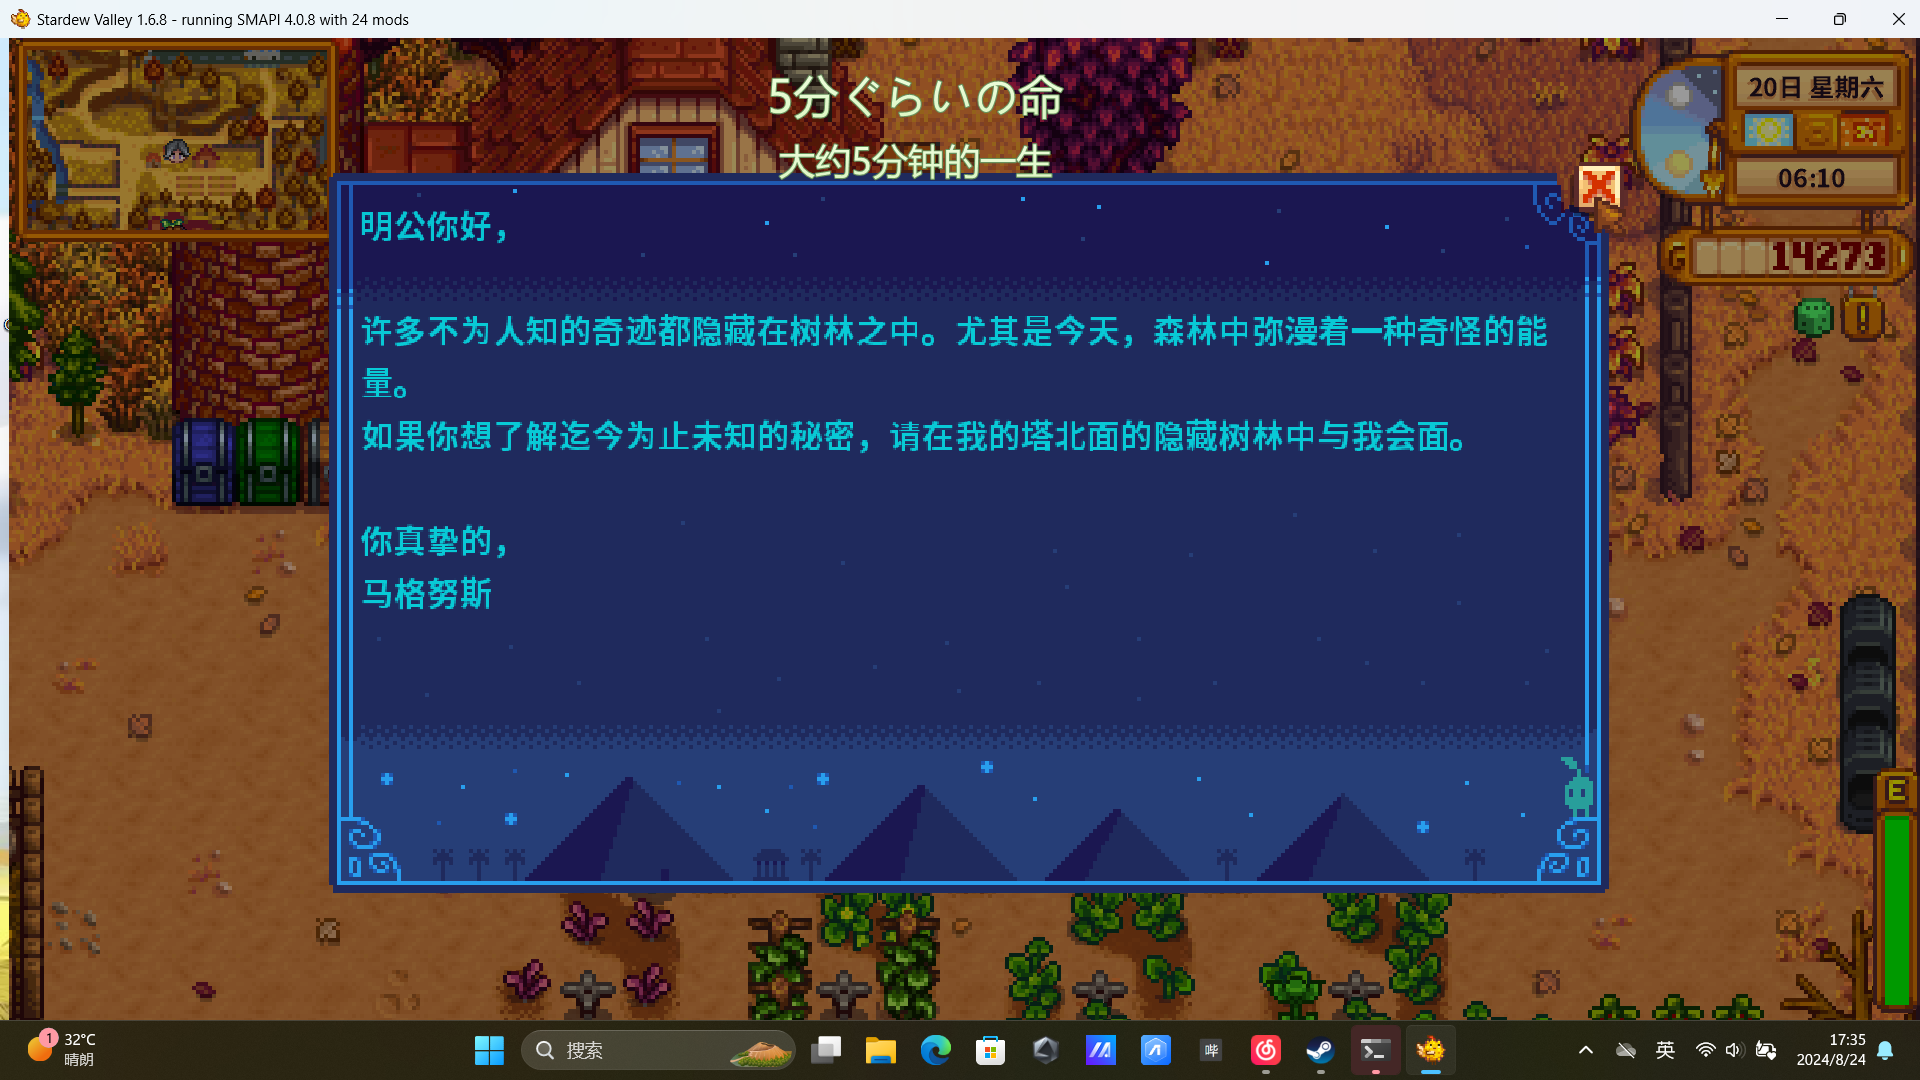 Stardew Valley 1.6.8 - running SMAPI 4.0.8 with 24 mods
5分ぐらいの命
大约5分钟的一生
20日 星期六
06:10
14273
明公你好，
许多不为人知的奇迹都隐藏在树林之中。尤其是今天，森林中弥漫着一种奇怪的能
量。
如果你想了解迄今为止未知的秘密，请在我的塔北面的隐藏树林中与我会面。
你真挚的，
马格努斯
E
1
32°C
晴朗
搜索
哔
英
17:35
2024/8/24